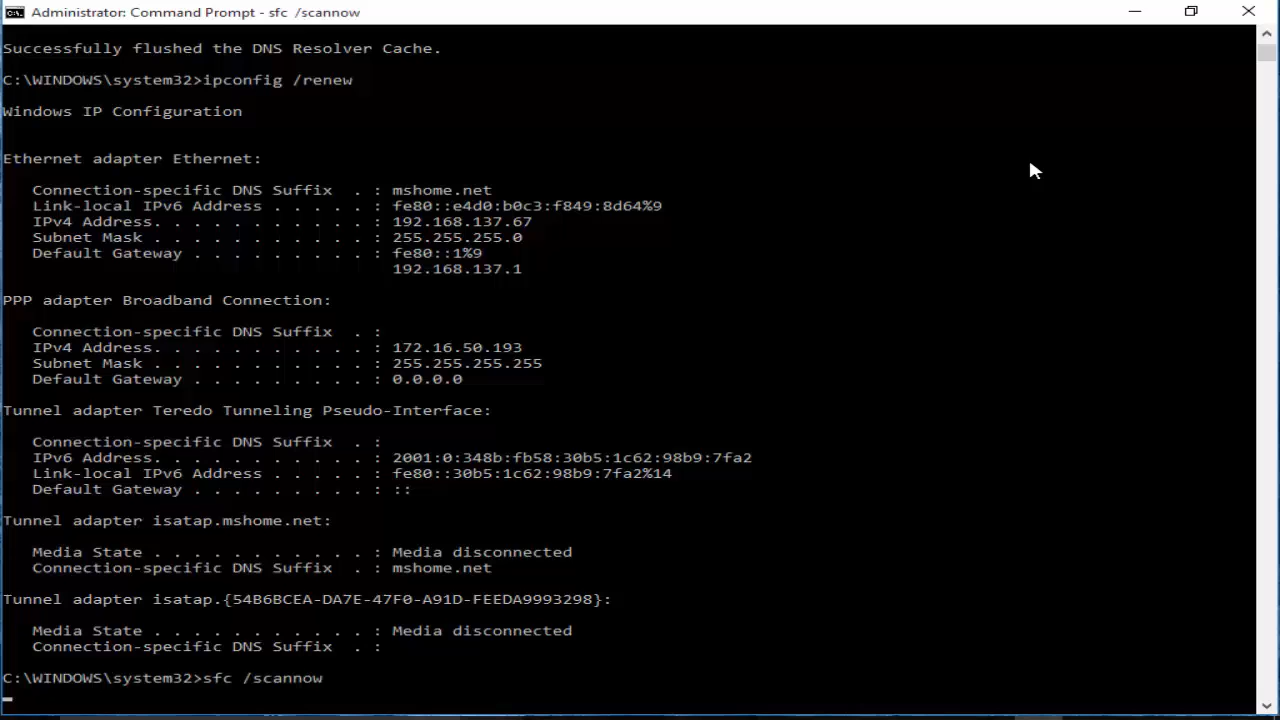 Administrator: Command Prompt - sfc /scannow
Successfully flushed the DNS Resolver Cache.
C:\WINDOWS\system32>ipconfig /renew
Windows IP Configuration
Ethernet adapter Ethernet:
Connection-specific DNS Suffix  . : mshome.net
Link-local IPv6 Address . . . . . : fe80::e4d0:b0c3:f849:8d64%9
IPv4 Address. . . . . . . . . . . : 192.168.137.67
Subnet Mask . . . . . . . . . . . : 255.255.255.0
Default Gateway . . . . . . . . . : fe80::1%9
192.168.137.1
PPP adapter Broadband Connection:
Connection-specific DNS Suffix  . :
IPv4 Address. . . . . . . . . . . : 172.16.50.193
Subnet Mask . . . . . . . . . . . : 255.255.255.255
Default Gateway . . . . . . . . . : 0.0.0.0
Tunnel adapter Teredo Tunneling Pseudo-Interface:
Connection-specific DNS Suffix  . :
IPv6 Address. . . . . . . . . . . : 2001:0:348b:fb58:30b5:1c62:98b9:7fa2
Link-local IPv6 Address . . . . . : fe80::30b5:1c62:98b9:7fa2%14
Default Gateway . . . . . . . . . : ::
Tunnel adapter isatap.mshome.net:
Media State . . . . . . . . . . . : Media disconnected
Connection-specific DNS Suffix  . : mshome.net
Tunnel adapter isatap.{54B6BCEA-DA7E-47F0-A91D-FEEDA9993298}:
Media State . . . . . . . . . . . : Media disconnected
Connection-specific DNS Suffix  . :
C:\WINDOWS\system32>sfc /scannow